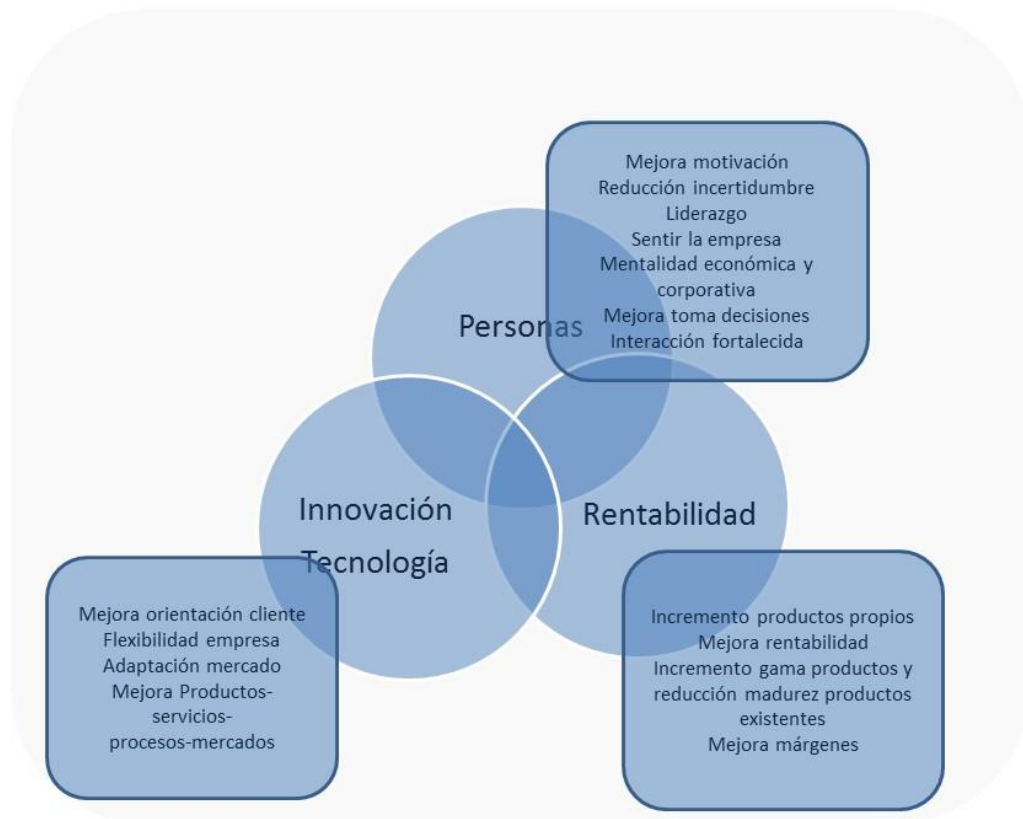 Mejora motivación
Reducción incertidumbre
Liderazgo
Sentir la empresa
Mentalidad económica y
corporativa
Mejora toma decisiones
Interacción fortalecida
Personas
Innovación
Tecnología
Rentabilidad
Mejora orientación cliente
Flexibilidad empresa
Adaptación mercado
Mejora Productos-
servicios-
procesos-mercados
Incremento productos propios
Mejora rentabilidad
Incremento gama productos y
reducción madurez productos
existentes
Mejora márgenes